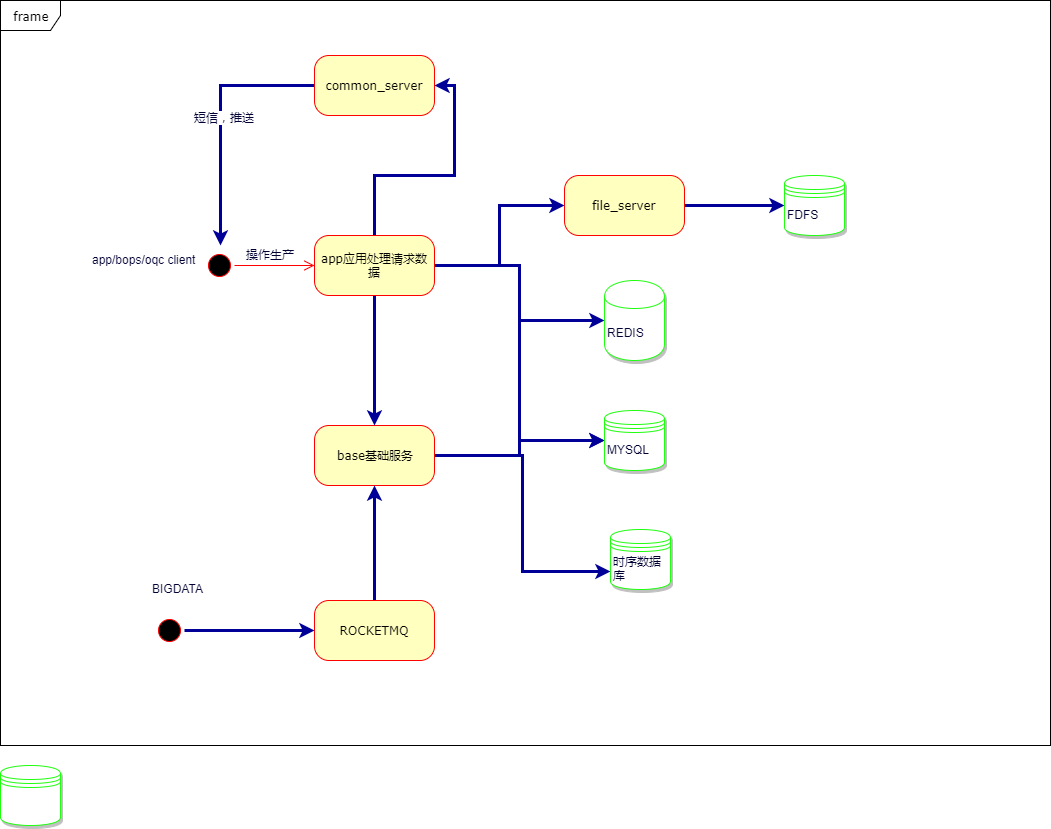 frame
common_server
短信，推送
file_server
FDFS
app/bops/oqc client
操作生产
app应用处理请求数
据
REDIS
MYSQL
base基础服务
时序数据
库
BIGDATA
ROCKETMQ